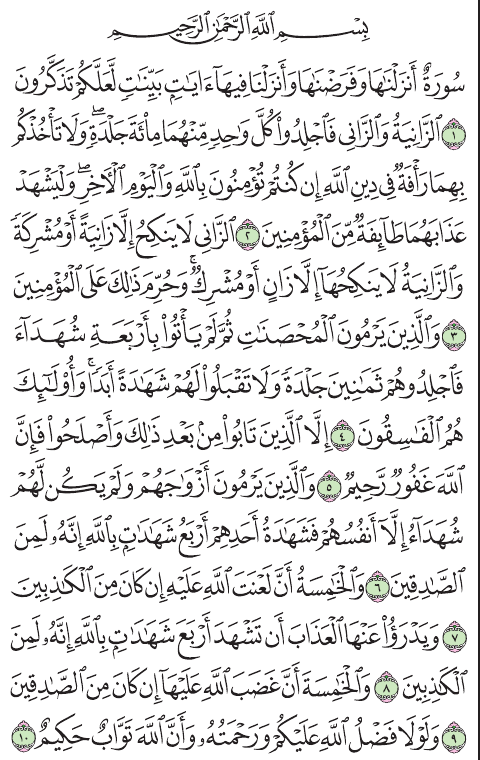 بِسْمِ ٱللَّهِ ٱلرَّحْمَٰنِ ٱلرَّحِيمِ
سُورَةٌ أَنزَلْنَٰهَا وَفَرَضْنَٰهَا وَأَنزَلْنَا فِيهَآ ءَايَٰتٍۭ بَيِّنَٰتٍ لَّعَلَّكُمْ تَذَكَّرُونَ
١ ٱلزَّانِيَةُ وَٱلزَّانِى فَٱجْلِدُوا۟ كُلَّ وَٰحِدٍ مِّنْهُمَا مِا۟ئَةَ جَلْدَةٍ ۖ وَلَا تَأْخُذْكُم
بِهِمَا رَأْفَةٌ فِى دِينِ ٱللَّهِ إِن كُنتُمْ تُؤْمِنُونَ بِٱللَّهِ وَٱلْيَوْمِ ٱلْءَاخِرِ ۖ وَلْيَشْهَدْ
عَذَابَهُمَا طَآئِفَةٌ مِّنَ ٱلْمُؤْمِنِينَ ٢ ٱلزَّانِى لَا يَنكِحُ إِلَّا زَانِيَةً أَوْ مُشْرِكَةً
وَٱلزَّانِيَةُ لَا يَنكِحُهَآ إِلَّا زَانٍ أَوْ مُشْرِكٌ ۚ وَحُرِّمَ ذَٰلِكَ عَلَى ٱلْمُؤْمِنِينَ
٣ وَٱلَّذِينَ يَرْمُونَ ٱلْمُحْصَنَٰتِ ثُمَّ لَمْ يَأْتُوا۟ بِأَرْبَعَةِ شُهَدَآءَ
فَٱجْلِدُوهُمْ ثَمَٰنِينَ جَلْدَةً وَلَا تَقْبَلُوا۟ لَهُمْ شَهَٰدَةً أَبَدًا ۚ وَأُو۟لَٰٓئِكَ
هُمُ ٱلْفَٰسِقُونَ ٤ إِلَّا ٱلَّذِينَ تَابُوا۟ مِنۢ بَعْدِ ذَٰلِكَ وَأَصْلَحُوا۟ فَإِنَّ
ٱللَّهَ غَفُورٌ رَّحِيمٌ ٥ وَٱلَّذِينَ يَرْمُونَ أَزْوَٰجَهُمْ وَلَمْ يَكُن لَّهُمْ
شُهَدَآءُ إِلَّآ أَنفُسُهُمْ فَشَهَٰدَةُ أَحَدِهِمْ أَرْبَعُ شَهَٰدَٰتٍۭ بِٱللَّهِ إِنَّهُۥ لَمِنَ
ٱلصَّٰدِقِينَ ٦ وَٱلْخَٰمِسَةُ أَنَّ لَعْنَتَ ٱللَّهِ عَلَيْهِ إِن كَانَ مِنَ ٱلْكَٰذِبِينَ
٧ وَيَدْرَؤُا۟ عَنْهَا ٱلْعَذَابَ أَن تَشْهَدَ أَرْبَعَ شَهَٰدَٰتٍۭ بِٱللَّهِ إِنَّهُۥ لَمِنَ
ٱلْكَٰذِبِينَ ٨ وَٱلْخَٰمِسَةَ أَنَّ غَضَبَ ٱللَّهِ عَلَيْهَآ إِن كَانَ مِنَ ٱلصَّٰدِقِينَ
٩ وَلَوْلَا فَضْلُ ٱللَّهِ عَلَيْكُمْ وَرَحْمَتُهُۥ وَأَنَّ ٱللَّهَ تَوَّابٌ حَكِيمٌ ١٠